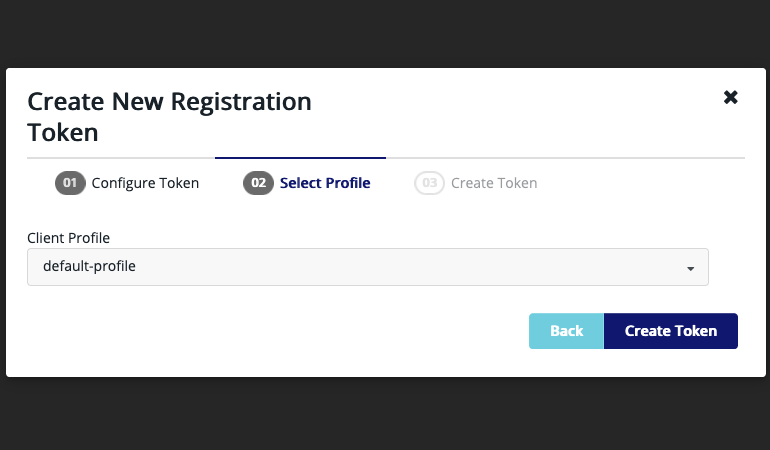 Create New Registration
Token
01 Configure Token 02 Select Profile 03 Create Token
Client Profile
default-profile
Back Create Token